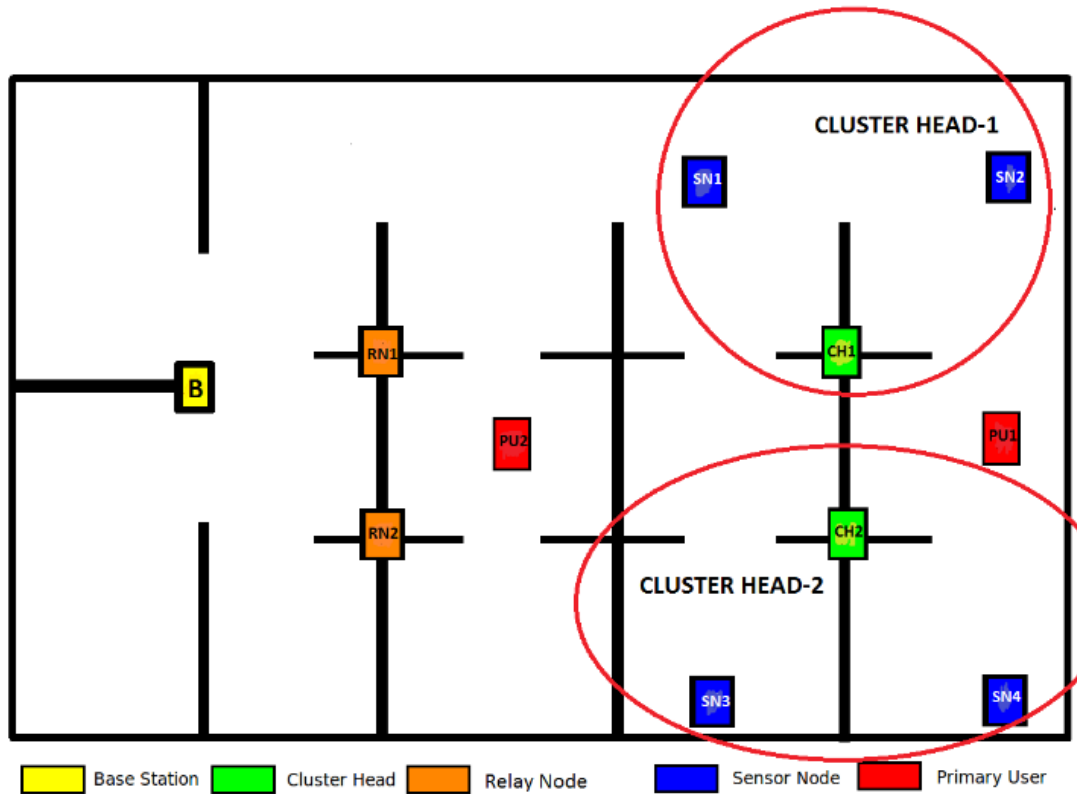 CLUSTER HEAD-1
SN1
SN2
RN1
CH1
B
PU2
PU1
RN2
CH2
CLUSTER HEAD-2
SN3
SN4
Base Station
Cluster Head
Relay Node
Sensor Node
Primary User